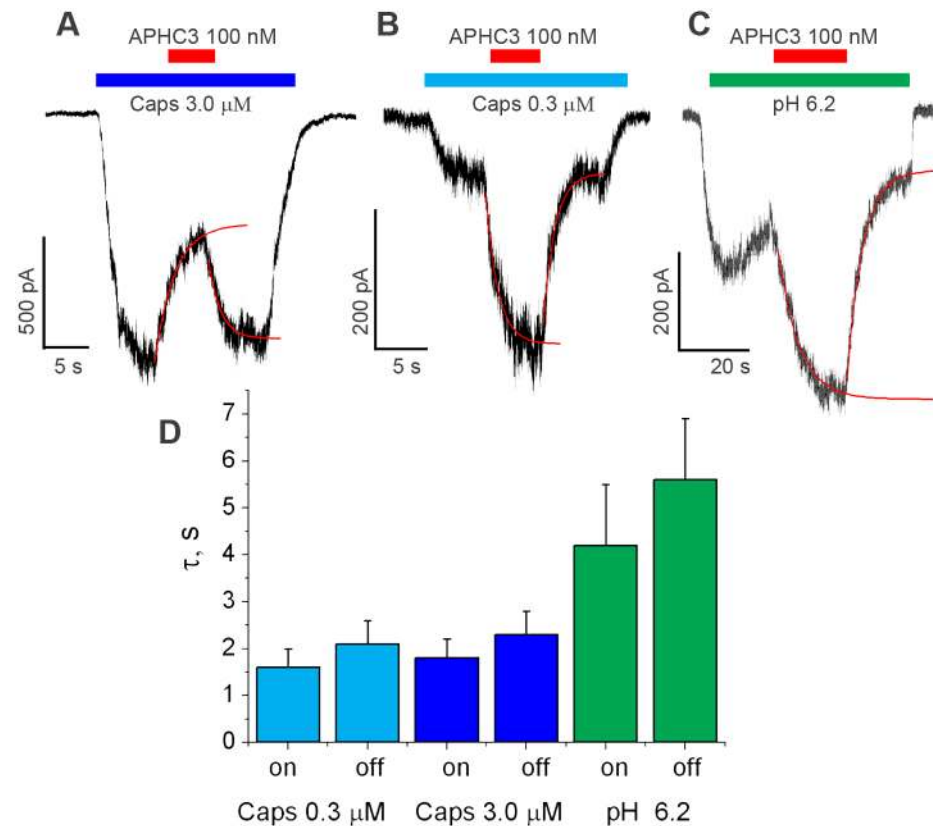 A
APHC3 100 nM
Caps 3.0 μM
500 pA
5 s
B
APHC3 100 nM
Caps 0.3 μM
200 pA
5 s
C
APHC3 100 nM
pH 6.2
200 pA
20 s
D
τ, s
7
6
5
4
3
2
1
0
on off on off on off
Caps 0.3 μM Caps 3.0 μM pH 6.2